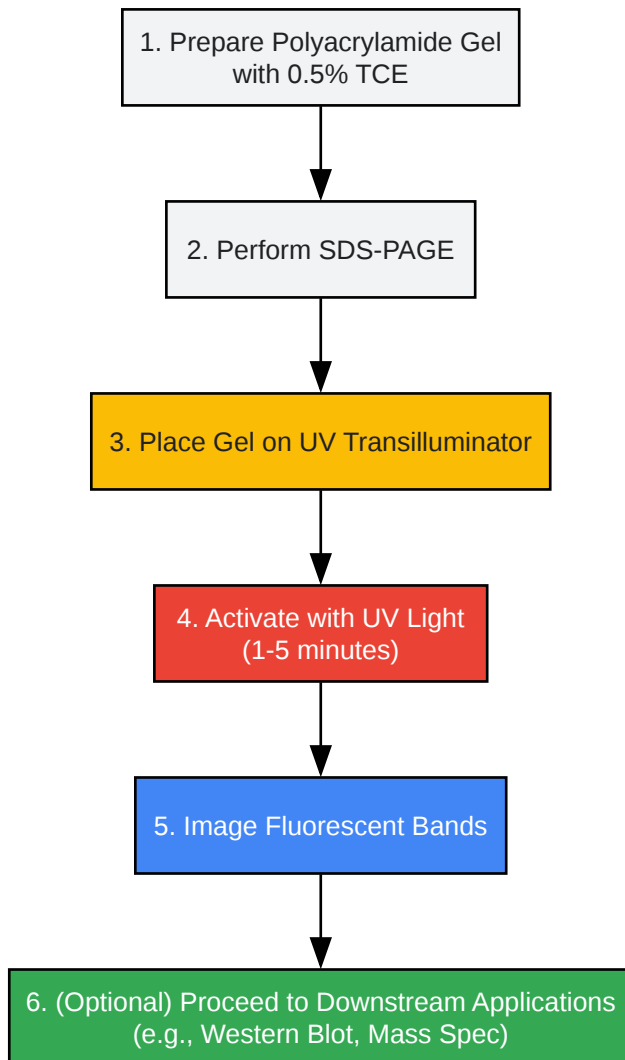 1. Prepare Polyacrylamide Gel
with 0.5% TCE
2. Perform SDS-PAGE
3. Place Gel on UV Transilluminator
4. Activate with UV Light
(1-5 minutes)
5. Image Fluorescent Bands
6. (Optional) Proceed to Downstream Applications
(e.g., Western Blot, Mass Spec)